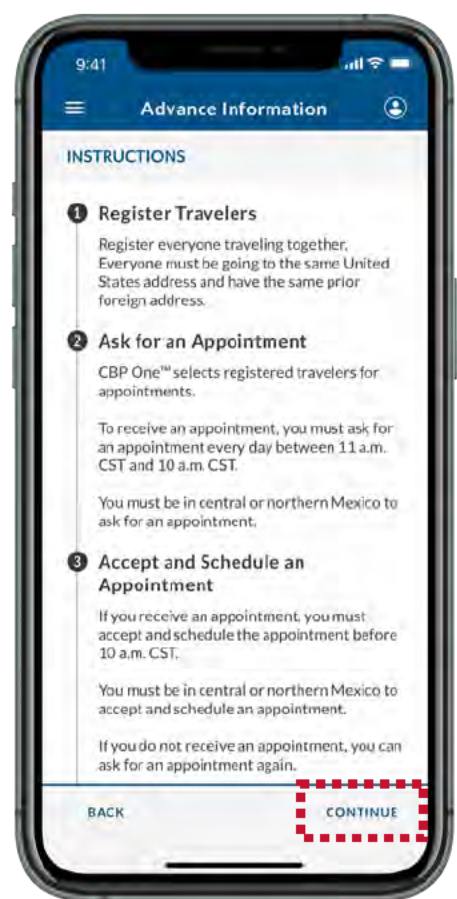 9:41
Advance Information
INSTRUCTIONS
1 Register Travelers
Register everyone traveling together.
Everyone must be going to the same United
States address and have the same prior
foreign address.
2 Ask for an Appointment
CBP One™ selects registered travelers for
appointments.
To receive an appointment, you must ask for
an appointment every day between 11 a.m.
CST and 10 a.m. CST.
You must be in central or northern Mexico to
ask for an appointment.
3 Accept and Schedule an
Appointment
If you receive an appointment, you must
accept and schedule the appointment before
10 a.m. CST.
You must be in central or northern Mexico to
accept and schedule an appointment.
If you do not receive an appointment, you can
ask for an appointment again.
BACK CONTINUE